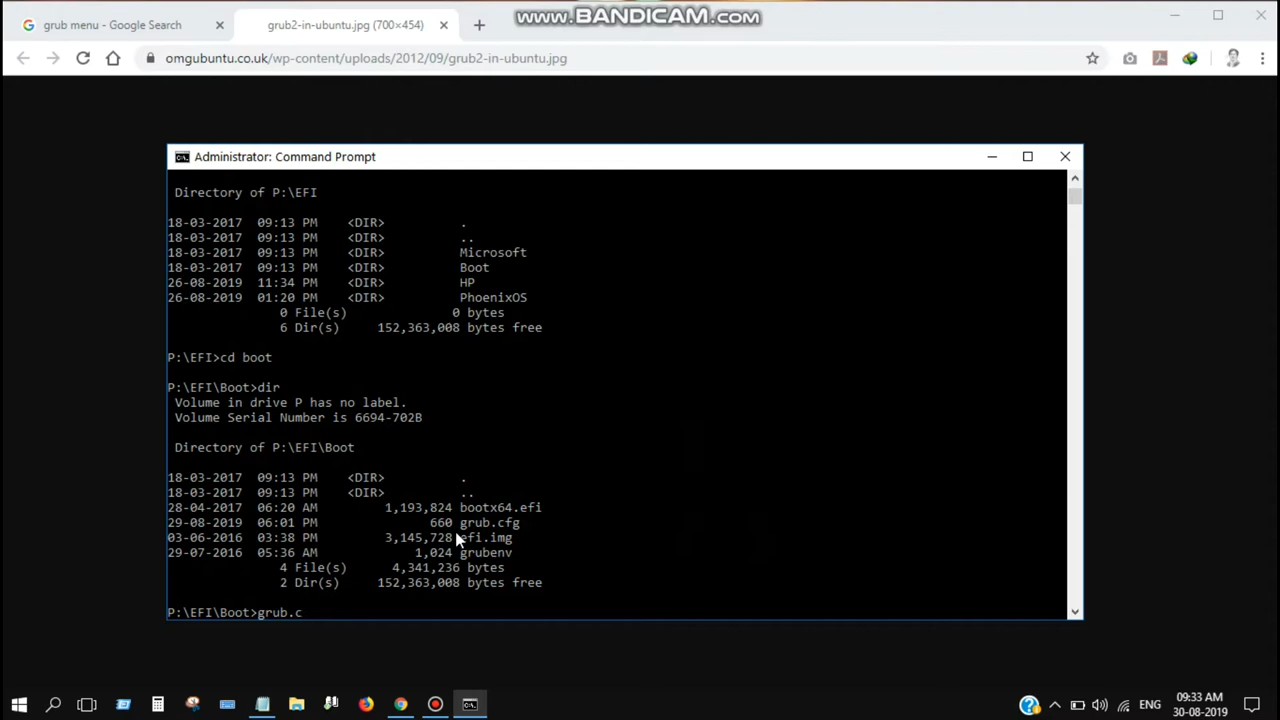 www.BANDICAM.com
grub menu - Google Search
grub2-in-ubuntu.jpg (700×454)
omgubuntu.co.uk/wp-content/uploads/2012/09/grub2-in-ubuntu.jpg
Administrator: Command Prompt
Directory of P:\EFI
18-03-2017 09:13 PM <DIR> .
18-03-2017 09:13 PM <DIR> ..
18-03-2017 09:13 PM <DIR> Microsoft
18-03-2017 09:13 PM <DIR> Boot
26-08-2019 11:34 PM <DIR> HP
26-08-2019 01:20 PM <DIR> PhoenixOS
0 File(s) 0 bytes
6 Dir(s) 152,363,008 bytes free
P:\EFI>cd boot
P:\EFI\Boot>dir
Volume in drive P has no label.
Volume Serial Number is 6694-702B
Directory of P:\EFI\Boot
18-03-2017 09:13 PM <DIR> .
18-03-2017 09:13 PM <DIR> ..
28-04-2017 06:20 AM 1,193,824 bootx64.efi
29-08-2019 06:01 PM 660 grub.cfg
03-06-2016 03:38 PM 3,145,728 efi.img
29-07-2016 05:36 AM 1,024 grubenv
4 File(s) 4,341,236 bytes
2 Dir(s) 152,363,008 bytes free
P:\EFI\Boot>grub.c
ENG
09:33 AM
30-08-2019